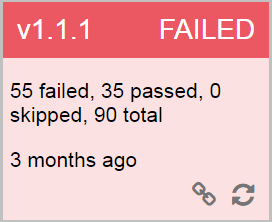 v1.1.1 FAILED
55 failed, 35 passed, 0
skipped, 90 total
3 months ago